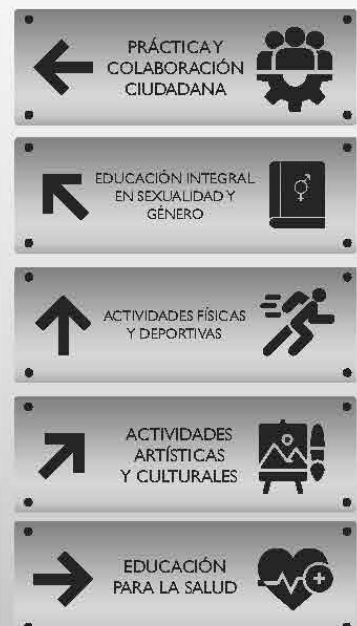 PRÁCTICA Y
COLABORACIÓN
CIUDADANA
EDUCACIÓN INTEGRAL
EN SEXUALIDAD Y
GÉNERO
ACTIVIDADES FÍSICAS
Y DEPORTIVAS
ACTIVIDADES
ARTÍSTICAS
Y CULTURALES
EDUCACIÓN
PARA LA SALUD